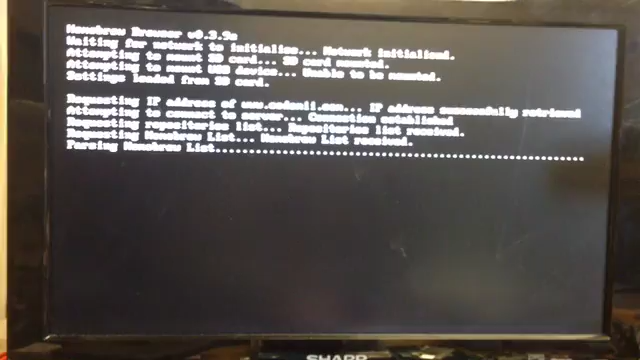 Homebrew Browser v0.3.9e
Waiting for network to initialise... Network initialised.
Attempting to mount SD card... SD card mounted.
Attempting to mount USB device... Unable to be mounted.
Settings loaded from SD card.
Requesting IP address of www.codemii.com... IP address successfully retrieved
Attempting to connect to server... Connection established
Requesting repositories list... Repositories list received.
Requesting Homebrew List... Homebrew List received.
Parsing Homebrew List...............................................................
SHARP